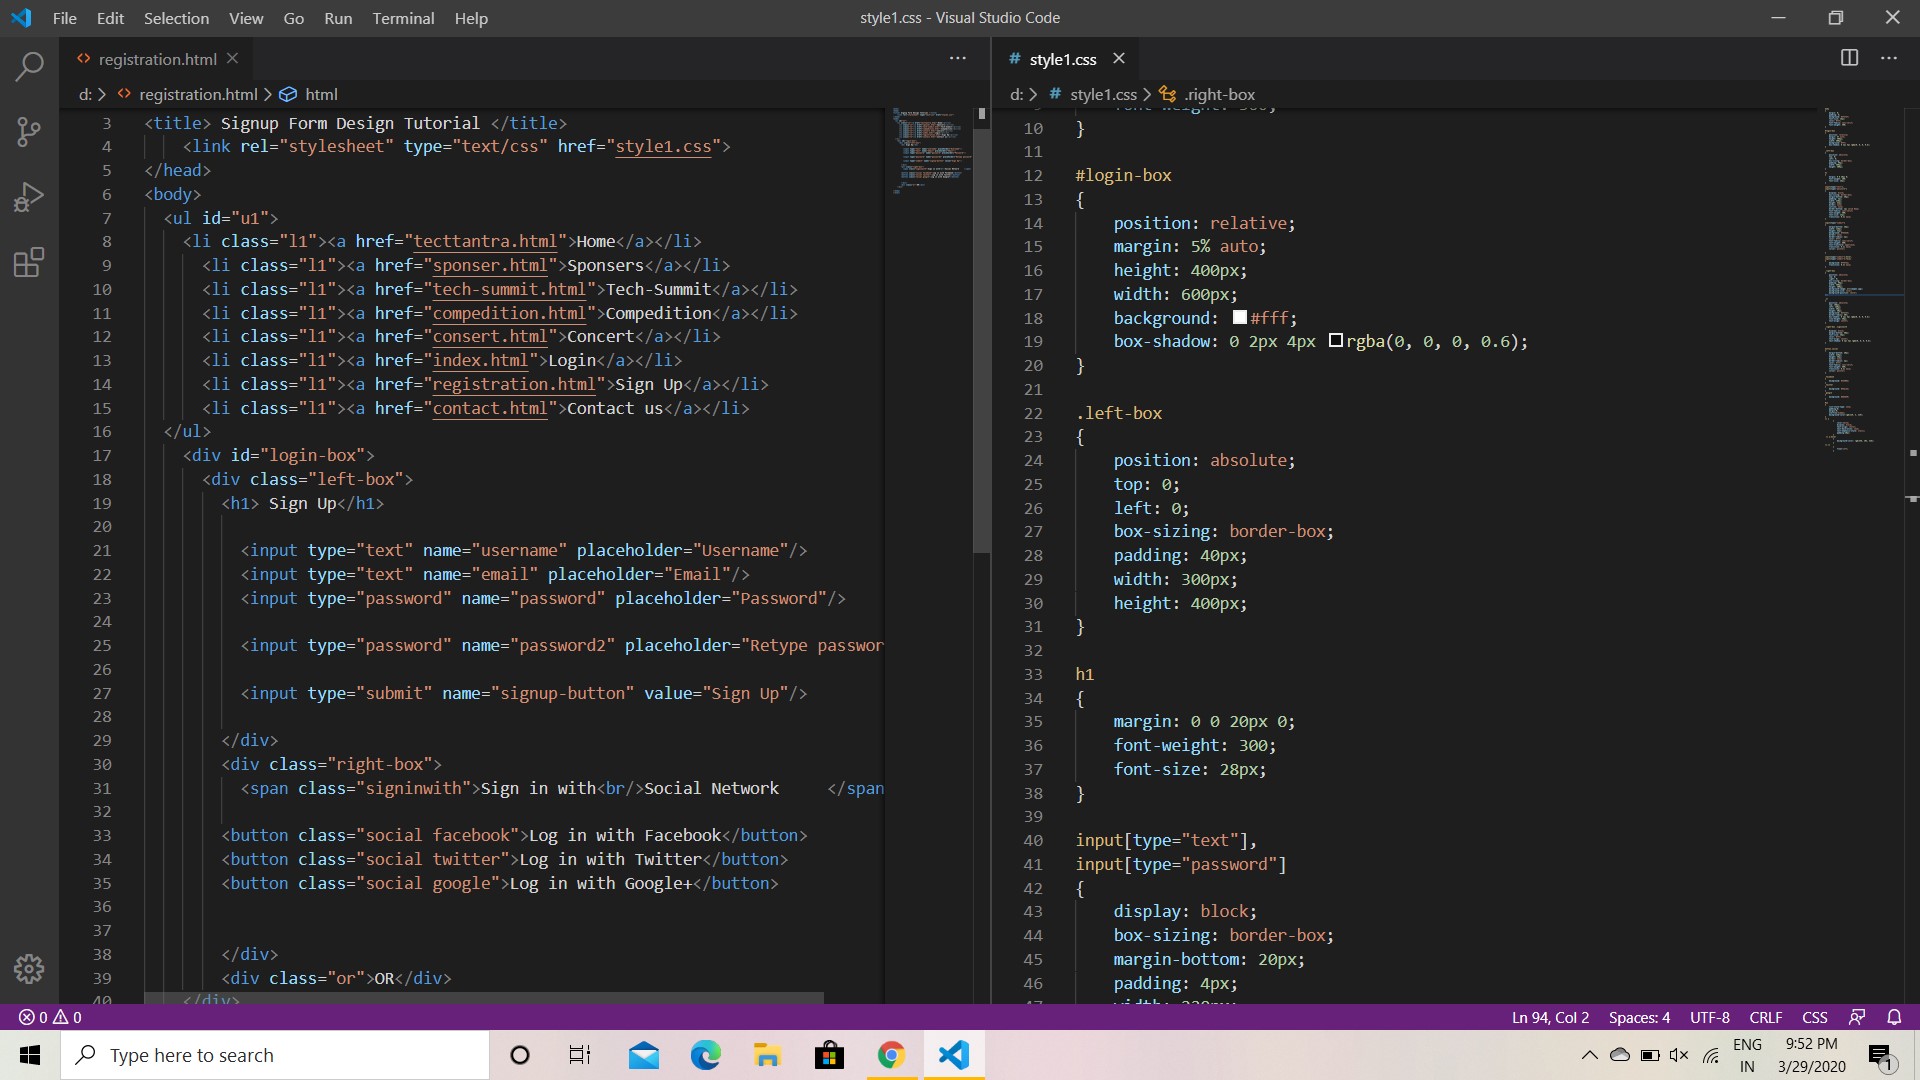 File Edit Selection View Go Run Terminal Help
style1.css - Visual Studio Code
registration.html
d: > registration.html > html
3 <title> Signup Form Design Tutorial </title>
4 <link rel="stylesheet" type="text/css" href="style1.css">
5 </head>
6 <body>
7 <ul id="u1">
8 <li class="l1"><a href="tecttantra.html">Home</a></li>
9 <li class="l1"><a href="sponser.html">Sponsers</a></li>
10 <li class="l1"><a href="tech-summit.html">Tech-Summit</a></li>
11 <li class="l1"><a href="compedition.html">Compedition</a></li>
12 <li class="l1"><a href="consert.html">Concert</a></li>
13 <li class="l1"><a href="index.html">Login</a></li>
14 <li class="l1"><a href="registration.html">Sign Up</a></li>
15 <li class="l1"><a href="contact.html">Contact us</a></li>
16 </ul>
17 <div id="login-box">
18 <div class="left-box">
19 <h1> Sign Up</h1>
20
21 <input type="text" name="username" placeholder="Username"/>
22 <input type="text" name="email" placeholder="Email"/>
23 <input type="password" name="password" placeholder="Password"/>
24
25 <input type="password" name="password2" placeholder="Retype passwor
26
27 <input type="submit" name="signup-button" value="Sign Up"/>
28
29 </div>
30 <div class="right-box">
31 <span class="signinwith">Sign in with<br/>Social Network </span
32
33 <button class="social facebook">Log in with Facebook</button>
34 <button class="social twitter">Log in with Twitter</button>
35 <button class="social google">Log in with Google+</button>
36
37
38 </div>
39 <div class="or">OR</div>
40 </div>
style1.css
d: > style1.css > .right-box
10 }
11
12 #login-box
13 {
14 position: relative;
15 margin: 5% auto;
16 height: 400px;
17 width: 600px;
18 background: #fff;
19 box-shadow: 0 2px 4px rgba(0, 0, 0, 0.6);
20 }
21
22 .left-box
23 {
24 position: absolute;
25 top: 0;
26 left: 0;
27 box-sizing: border-box;
28 padding: 40px;
29 width: 300px;
30 height: 400px;
31 }
32
33 h1
34 {
35 margin: 0 0 20px 0;
36 font-weight: 300;
37 font-size: 28px;
38 }
39
40 input[type="text"],
41 input[type="password"]
42 {
43 display: block;
44 box-sizing: border-box;
45 margin-bottom: 20px;
46 padding: 4px;
0 0
Ln 94, Col 2 Spaces: 4 UTF-8 CRLF CSS
Type here to search
ENG
IN
9:52 PM
3/29/2020
1